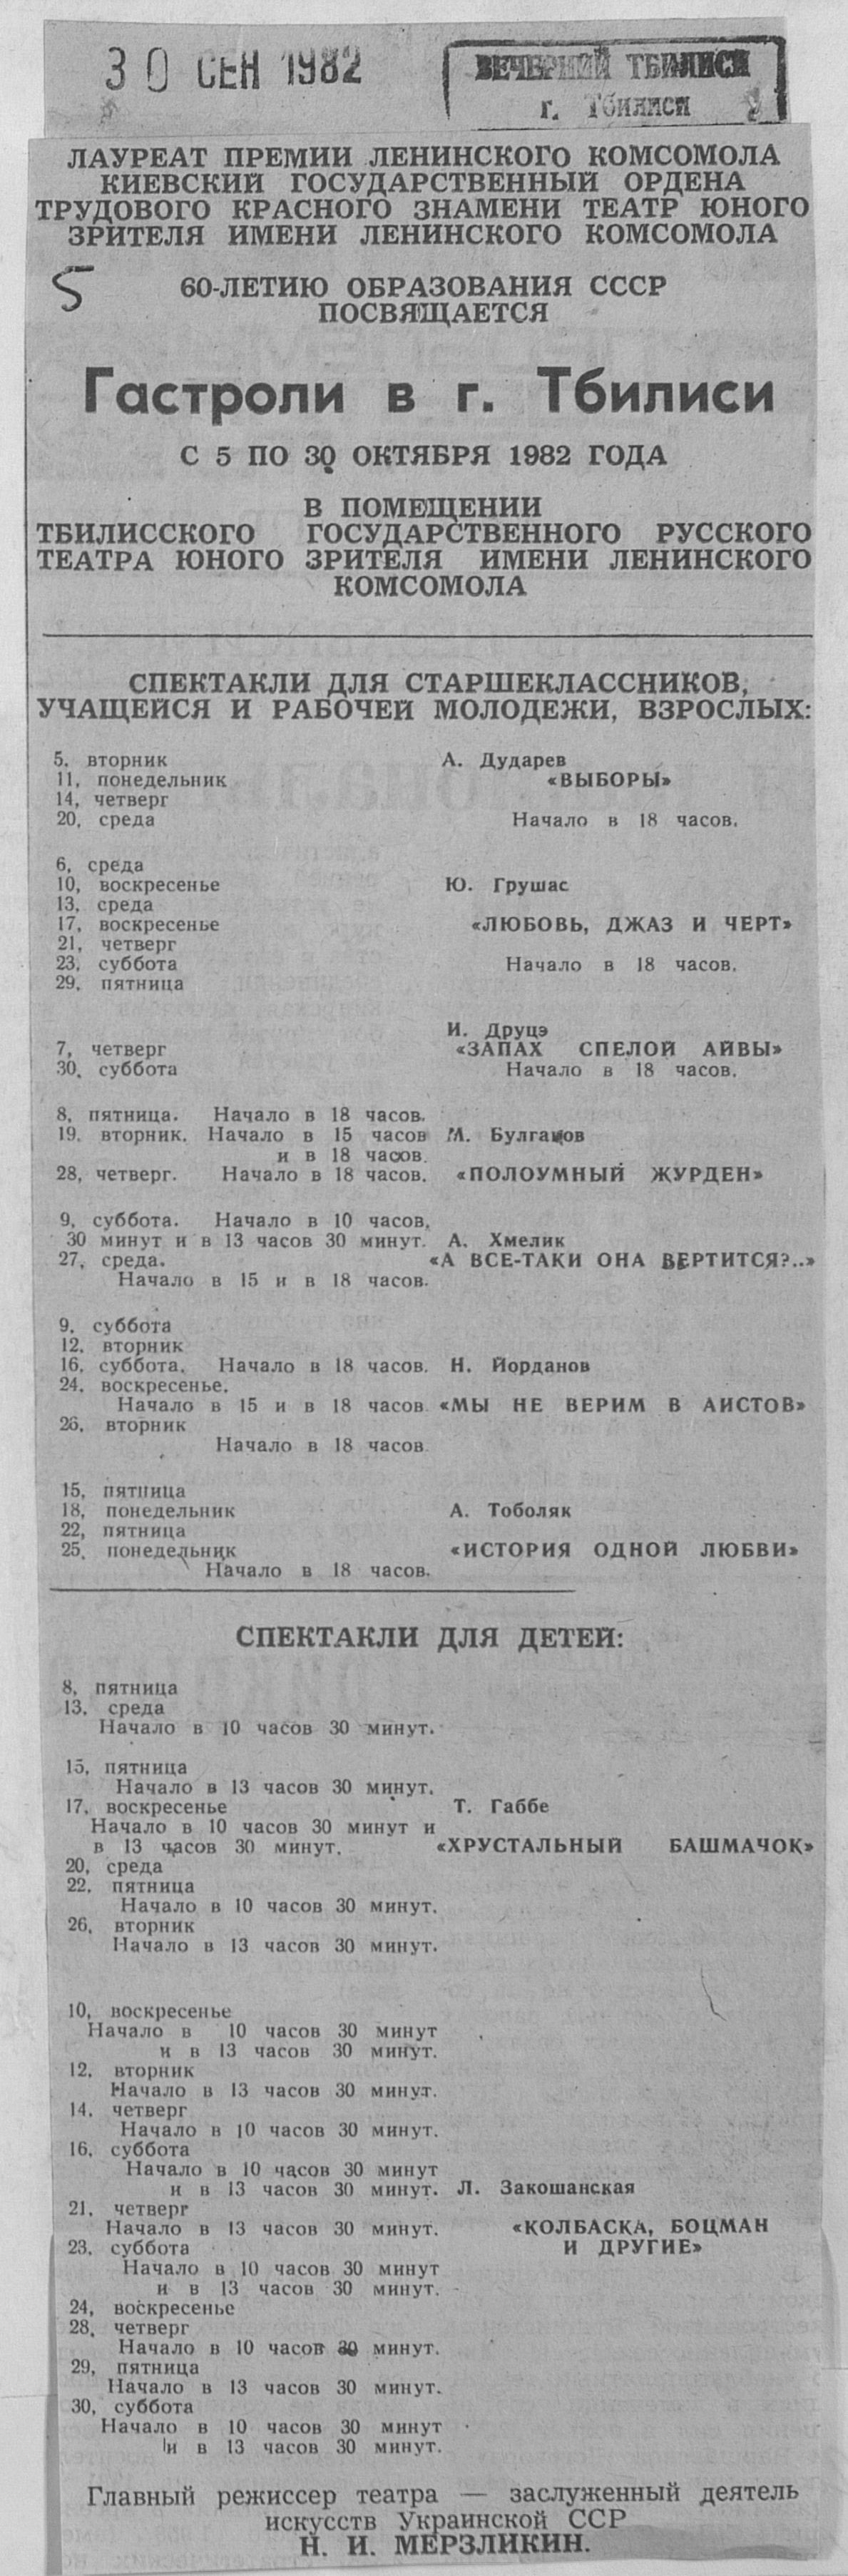 30 СЕН 1982
ВЕЧЕРНИЙ ТБИЛИСИ
г. Тбилиси
ЛАУРЕАТ ПРЕМИИ ЛЕНИНСКОГО КОМСОМОЛА
КИЕВСКИЙ ГОСУДАРСТВЕННЫЙ ОРДЕНА
ТРУДОВОГО КРАСНОГО ЗНАМЕНИ ТЕАТР ЮНОГО
ЗРИТЕЛЯ ИМЕНИ ЛЕНИНСКОГО КОМСОМОЛА
5
60-ЛЕТИЮ ОБРАЗОВАНИЯ СССР
ПОСВЯЩАЕТСЯ
Гастроли в г. Тбилиси
С 5 ПО 30 ОКТЯБРЯ 1982 ГОДА
В ПОМЕЩЕНИИ
ТБИЛИССКОГО ГОСУДАРСТВЕННОГО РУССКОГО
ТЕАТРА ЮНОГО ЗРИТЕЛЯ ИМЕНИ ЛЕНИНСКОГО
КОМСОМОЛА
СПЕКТАКЛИ ДЛЯ СТАРШЕКЛАССНИКОВ,
УЧАЩЕЙСЯ И РАБОЧЕЙ МОЛОДЕЖИ, ВЗРОСЛЫХ:
5, вторник А. Дударев
11, понедельник «ВЫБОРЫ»
14, четверг
20, среда Начало в 18 часов.
6, среда
10, воскресенье Ю. Грушас
13, среда
17, воскресенье «ЛЮБОВЬ, ДЖАЗ И ЧЕРТ»
21, четверг
23, суббота Начало в 18 часов.
29, пятница
И. Друцэ
7, четверг «ЗАПАХ СПЕЛОЙ АЙВЫ»
30, суббота Начало в 18 часов.
8, пятница. Начало в 18 часов.
19, вторник. Начало в 15 часов М. Булгаков
и в 18 часов.
28, четверг. Начало в 18 часов. «ПОЛОУМНЫЙ ЖУРДЕН»
9, суббота. Начало в 10 часов.
30 минут и в 13 часов 30 минут. А. Хмелик
27, среда. «А ВСЕ-ТАКИ ОНА ВЕРТИТСЯ?..»
Начало в 15 и в 18 часов.
9, суббота
12, вторник
16, суббота. Начало в 18 часов. Н. Йорданов
24, воскресенье.
Начало в 15 и в 18 часов. «МЫ НЕ ВЕРИМ В АИСТОВ»
26, вторник
Начало в 18 часов.
15, пятница
18, понедельник А. Тоболяк
22, пятница
25, понедельник «ИСТОРИЯ ОДНОЙ ЛЮБВИ»
Начало в 18 часов.
СПЕКТАКЛИ ДЛЯ ДЕТЕЙ:
8, пятница
13, среда
Начало в 10 часов 30 минут.
15, пятница
Начало в 13 часов 30 минут.
17, воскресенье Т. Габбе
Начало в 10 часов 30 минут и
в 13 часов 30 минут. «ХРУСТАЛЬНЫЙ БАШМАЧОК»
20, среда
22, пятница
Начало в 10 часов 30 минут.
26, вторник
Начало в 13 часов 30 минут.
10, воскресенье
Начало в 10 часов 30 минут
и в 13 часов 30 минут.
12, вторник
Начало в 13 часов 30 минут.
14, четверг
Начало в 10 часов 30 минут.
16, суббота
Начало в 10 часов 30 минут
и в 13 часов 30 минут. Л. Закошанская
21, четверг
Начало в 13 часов 30 минут. «КОЛБАСКА, БОЦМАН
23, суббота И ДРУГИЕ»
Начало в 10 часов 30 минут
и в 13 часов 30 минут.
24, воскресенье
28, четверг
Начало в 10 часов 30 минут.
29, пятница
Начало в 13 часов 30 минут.
30, суббота
Начало в 10 часов 30 минут
и в 13 часов 30 минут.
Главный режиссер театра — заслуженный деятель
искусств Украинской ССР
Н. И. МЕРЗЛИКИН.